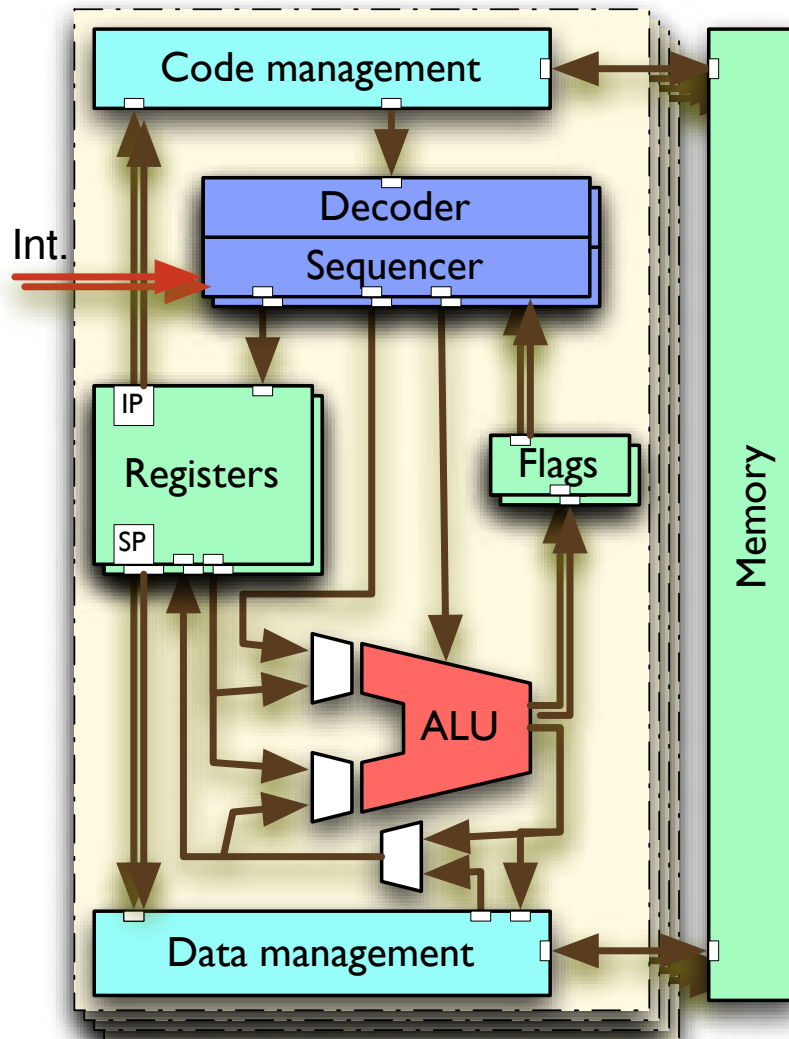 Code management
Decoder
Int.
Sequencer
IP
Registers
Flags
SP
Memory
ALU
Data management